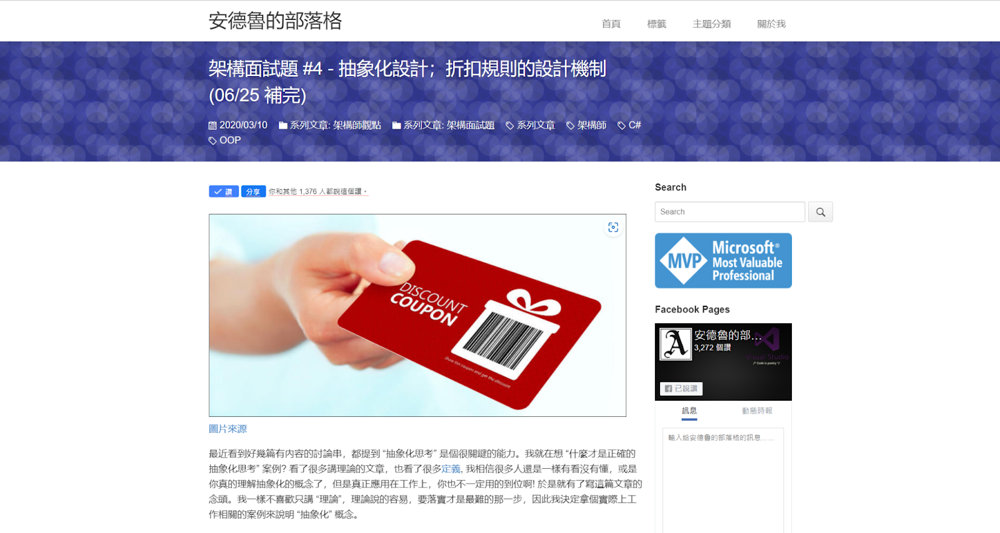 安德魯的部落格
首頁 標籤 主題分類 關於我
架構面試題 #4 - 抽象化設計；折扣規則的設計機制
(06/25 補完)
2020/03/10 系列文章: 架構師觀點 系列文章: 架構面試題 系列文章 架構師 C#
OOP
讚 分享 你和其他 1,376 人都說這個讚。
DISCOUNT
COUPON
Show this coupon and get the discount
圖片來源
最近看到好幾篇有內容的討論串，都提到 “抽象化思考” 是個很關鍵的能力。我就在想 “什麼才是正確的
抽象化思考” 案例? 看了很多講理論的文章，也看了很多定義, 我相信很多人還是一樣有看沒有懂，或是
你真的理解抽象化的概念了，但是真正應用在工作上，你也不一定用的到位啊! 於是就有了寫這篇文章的
念頭。我一樣不喜歡只講 “理論”，理論說的容易，要落實才是最難的那一步，因此我決定拿個實際上工
作相關的案例來說明 “抽象化” 概念。
Search
Search
MVP
Microsoft®
Most Valuable
Professional
Facebook Pages
A
安德魯的部...
3,272 個讚
Visual Studio
/* Code is poetry */
已說讚
訊息 動態時報
輸入給安德魯的部落格的訊息......